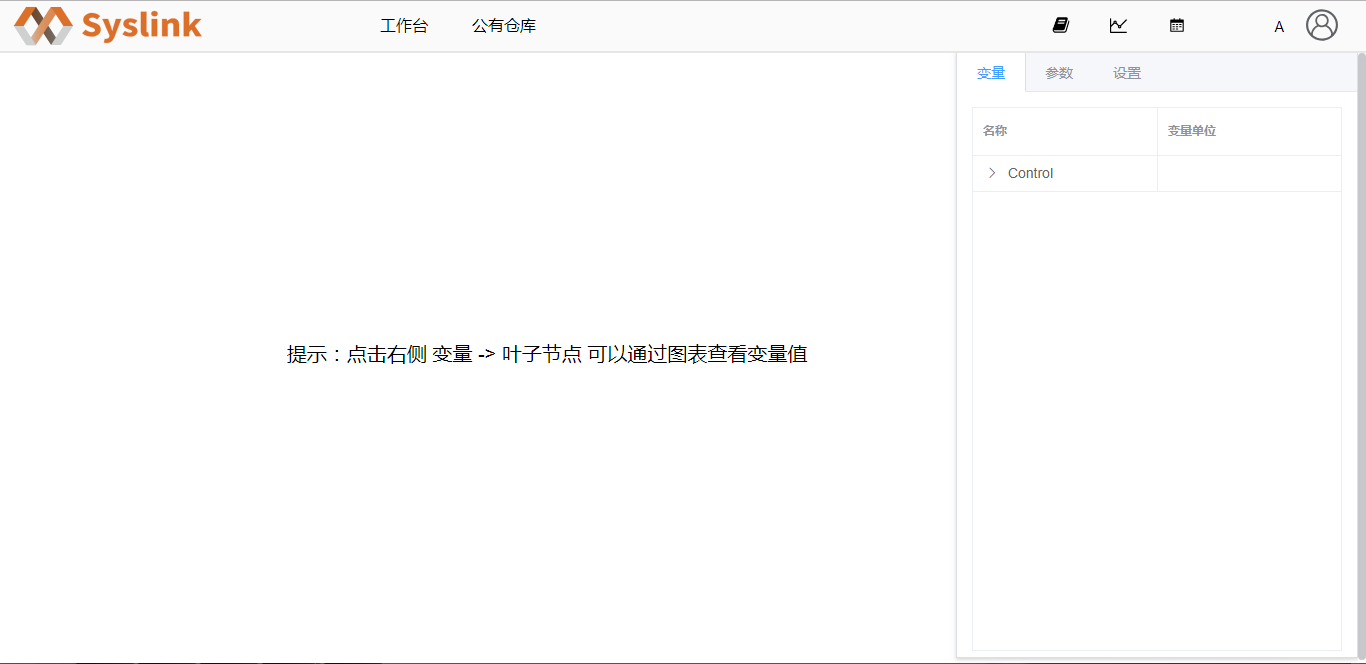 Syslink
工作台
公有仓库
A
变量
参数
设置
名称
变量单位
Control
提示：点击右侧 变量 -> 叶子节点 可以通过图表查看变量值